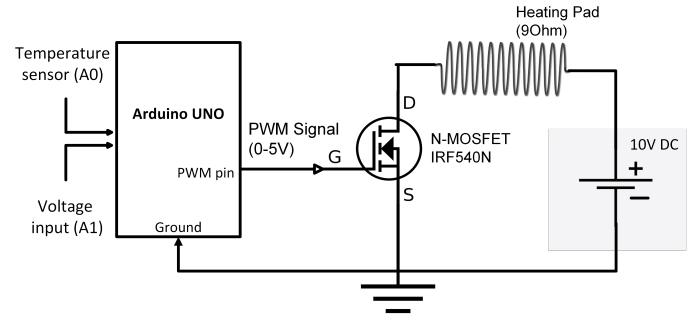 Heating Pad
(9Ohm)
Temperature
sensor (A0)
Arduino UNO
D
PWM Signal
(0-5V)
G
N-MOSFET
IRF540N
10V DC
+
PWM pin
–
S
Voltage
input (A1)
Ground